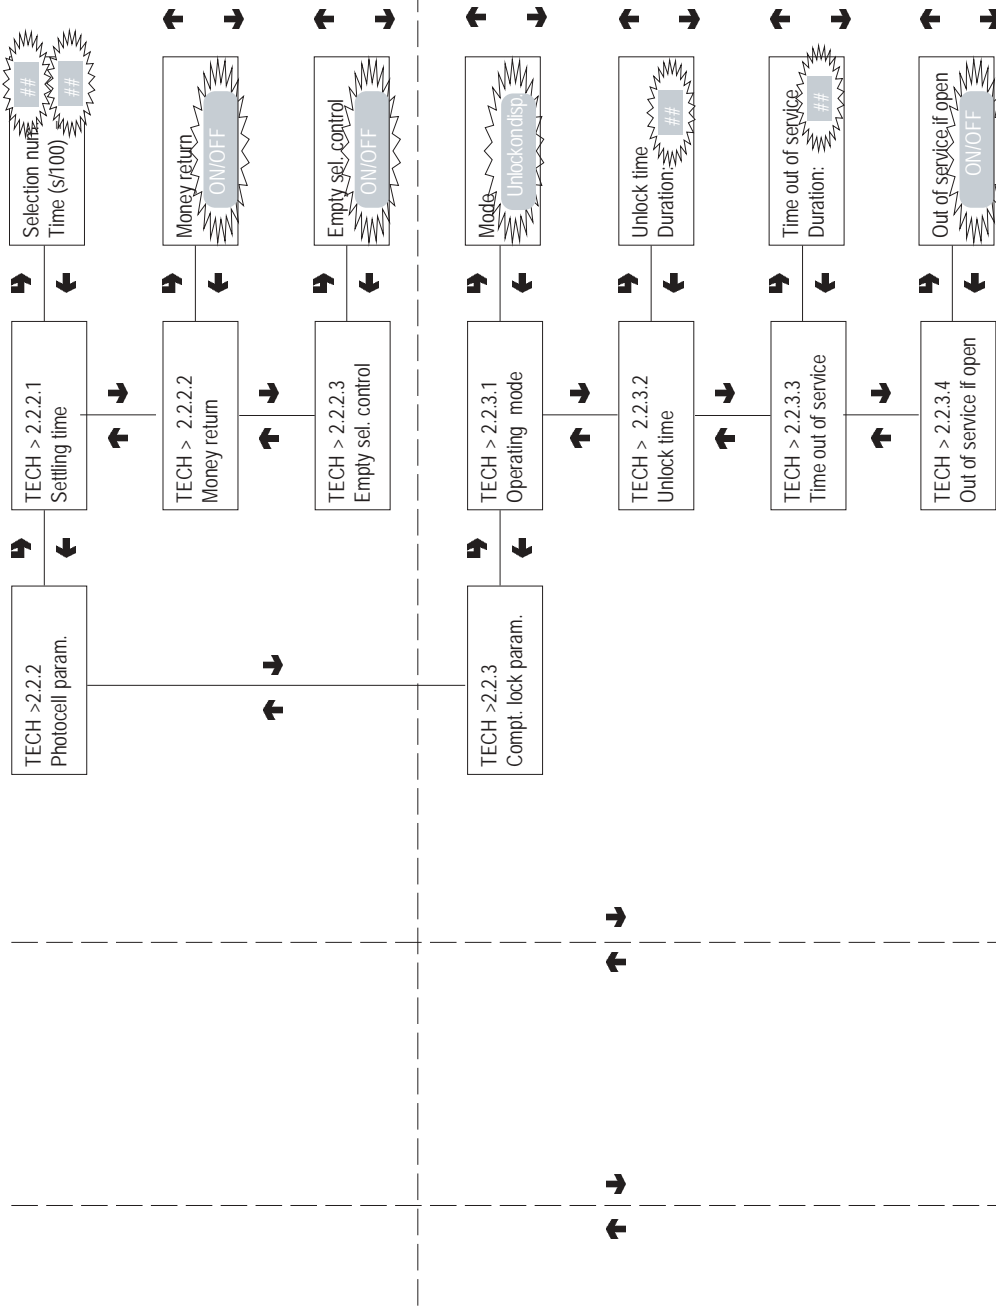 TECH >2.2.2
Photocell param.
TECH > 2.2.2.1
Settling time
Selection num.
##
Time (s/100)
##
TECH > 2.2.2.2
Money return
Money return
ON/OFF
TECH > 2.2.2.3
Empty sel. control
Empty sel. control
ON/OFF
TECH >2.2.3
Compt. lock param.
TECH > 2.2.3.1
Operating mode
Mode
Unlockondisp
TECH > 2.2.3.2
Unlock time
Unlock time
Duration:
##
TECH > 2.2.3.3
Time out of service
Time out of service
Duration:
##
TECH > 2.2.3.4
Out of service if open
Out of service if open
ON/OFF